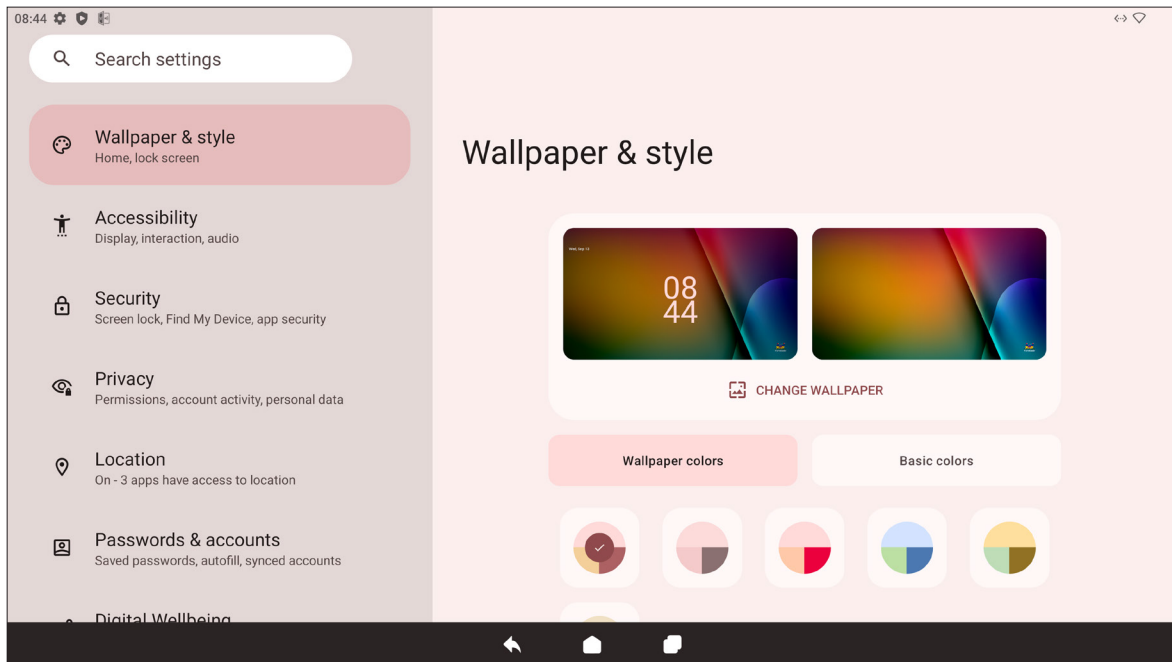 08:44
Search settings
Wallpaper & style
Home, lock screen
Accessibility
Display, interaction, audio
Security
Screen lock, Find My Device, app security
Privacy
Permissions, account activity, personal data
Location
On - 3 apps have access to location
Passwords & accounts
Saved passwords, autofill, synced accounts
Digital Wellbeing
Wallpaper & style
08
44
CHANGE WALLPAPER
Wallpaper colors
Basic colors